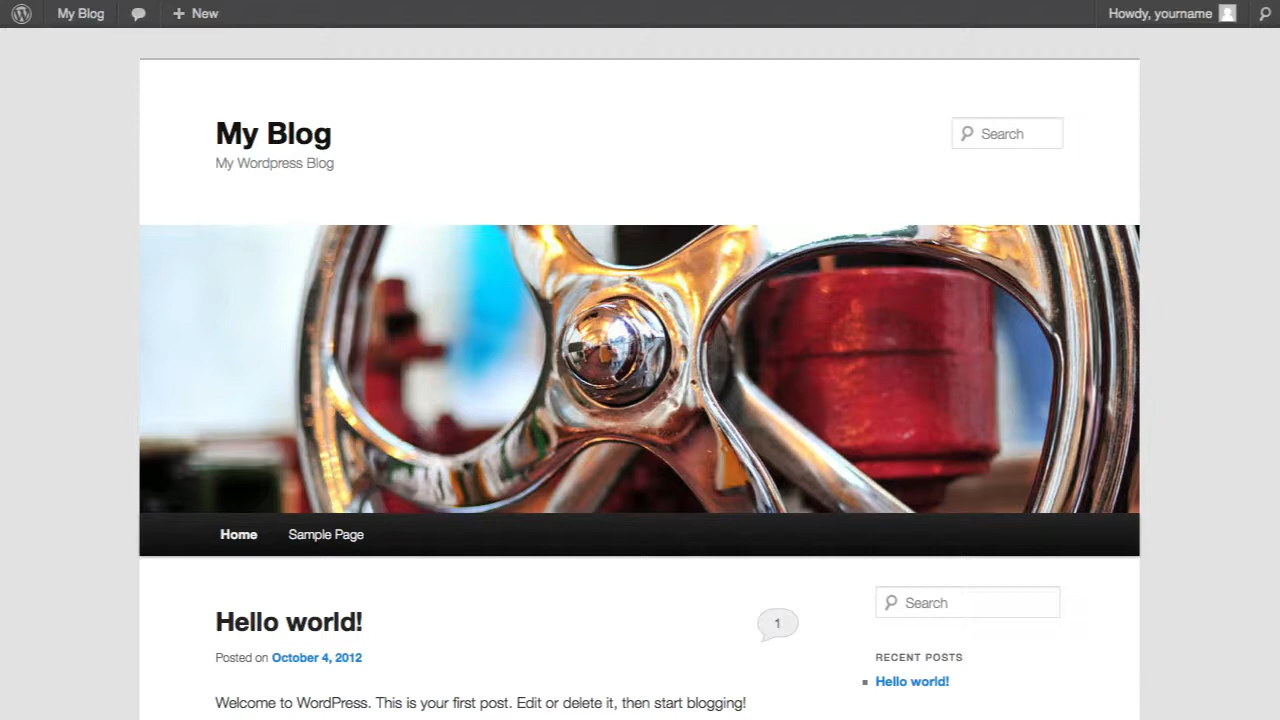 My Blog
New
Howdy, yourname
My Blog
My Wordpress Blog
Search
Home
Sample Page
Hello world!
1
Posted on October 4, 2012
Welcome to WordPress. This is your first post. Edit or delete it, then start blogging!
Search
RECENT POSTS
Hello world!